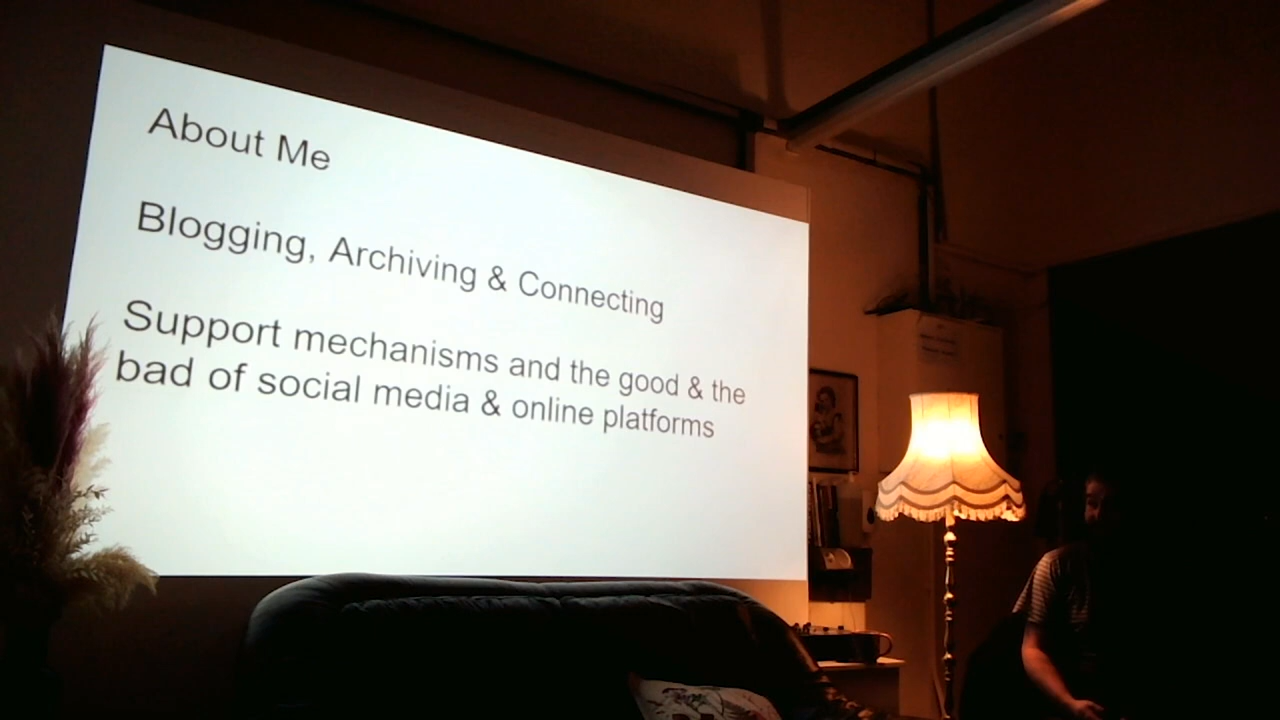 About Me
Blogging, Archiving & Connecting
Support mechanisms and the good & the
bad of social media & online platforms